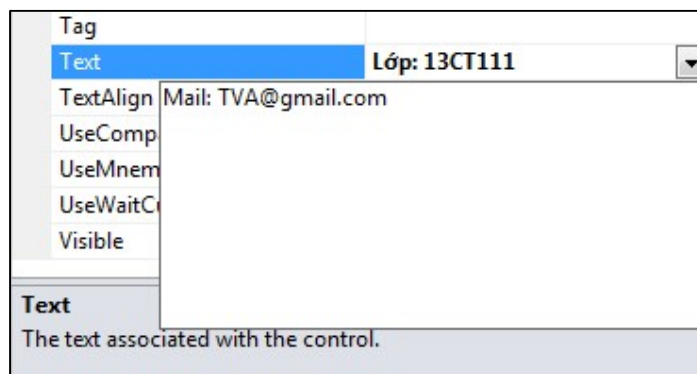 Tag
Text Lớp: 13CT111
TextAlign Mail: TVA@gmail.com
UseComp
UseMnem
UseWaitCu
Visible
Text
The text associated with the control.